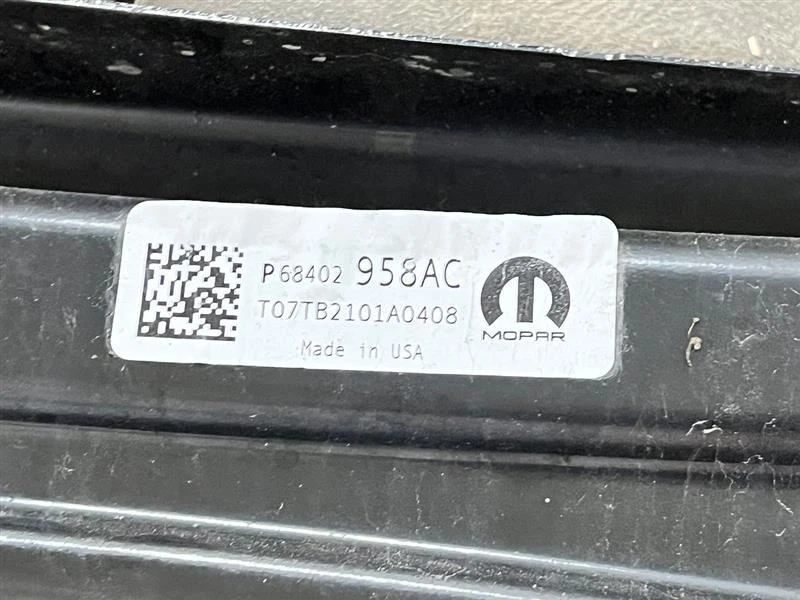 P68402 958AC
T07TB2101A0408
MOPAR
Made in USA